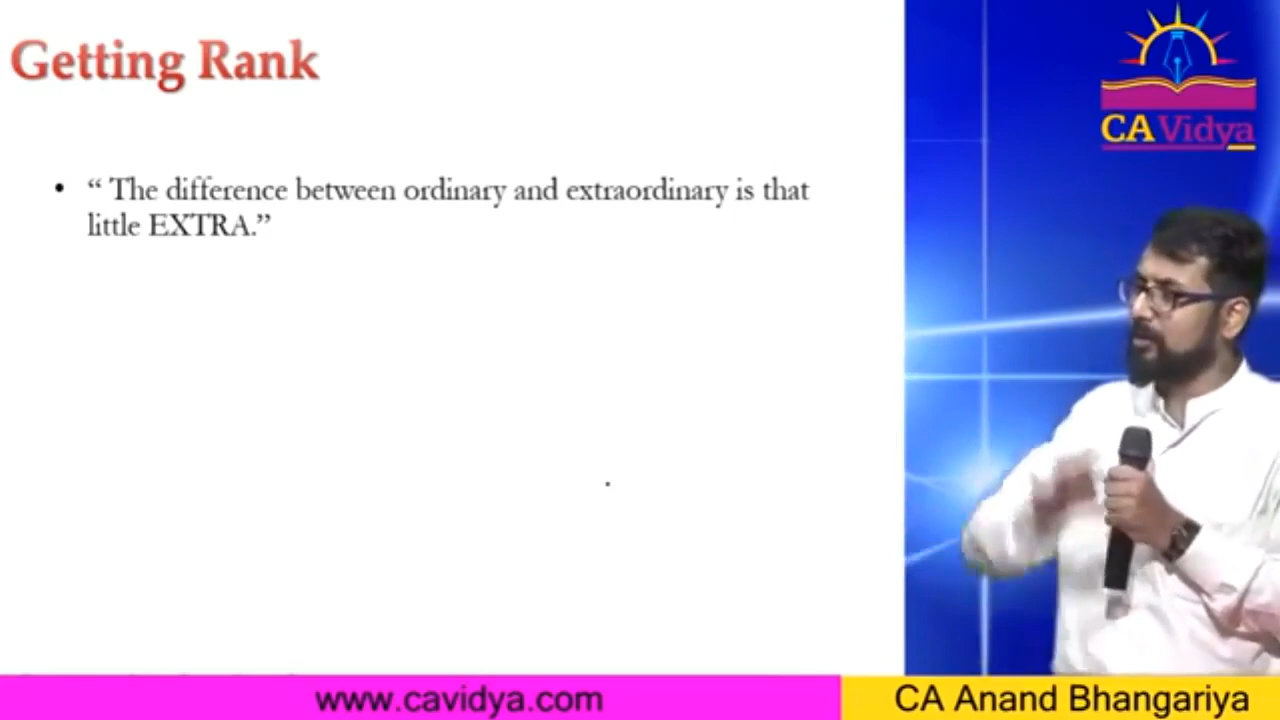 Getting Rank
CA Vidya
• “ The difference between ordinary and extraordinary is that
little EXTRA.”
www.cavidya.com
CA Anand Bhangariya